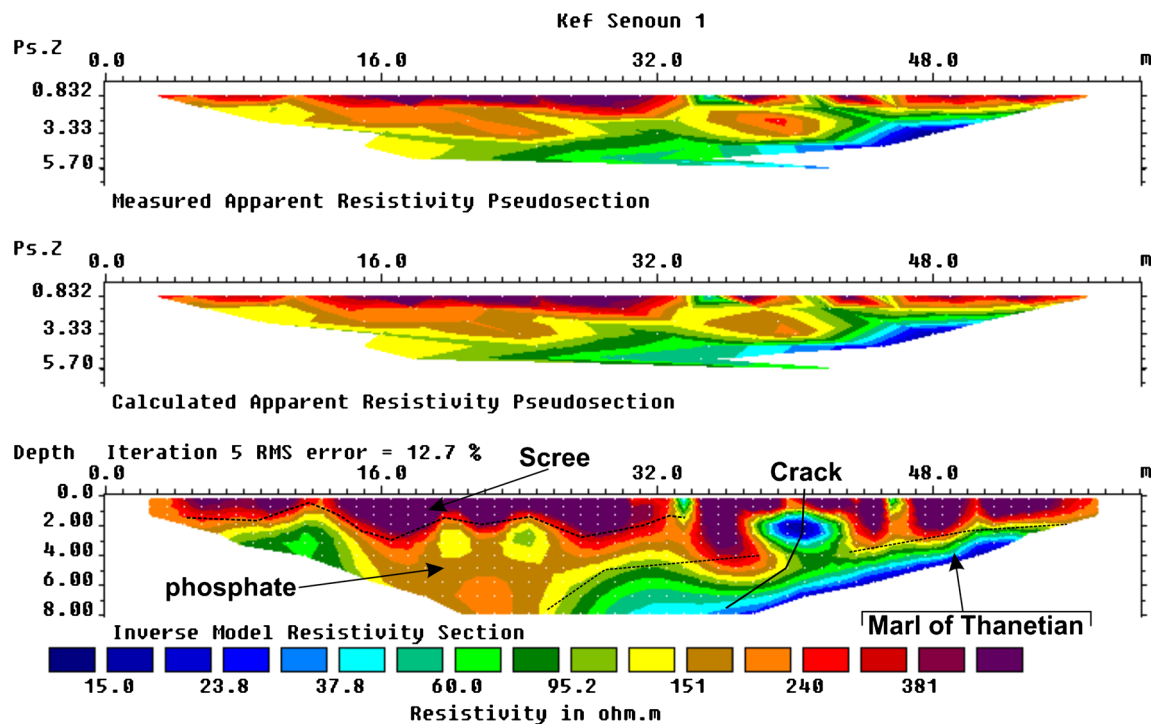 Kef Senoun 1
Ps.Z 0.0 16.0 32.0 48.0 m
0.832
3.33
5.70
Measured Apparent Resistivity Pseudosection
Ps.Z 0.0 16.0 32.0 48.0 m
0.832
3.33
5.70
Calculated Apparent Resistivity Pseudosection
Depth Iteration 5 RMS error = 12.7 %
Scree
Crack
0.0 16.0 32.0 48.0 m
0.0
2.00
4.00
6.00
phosphate
8.00
Marl of Thanetian
Inverse Model Resistivity Section
15.0 23.8 37.8 60.0 95.2 151 240 381
Resistivity in ohm.m